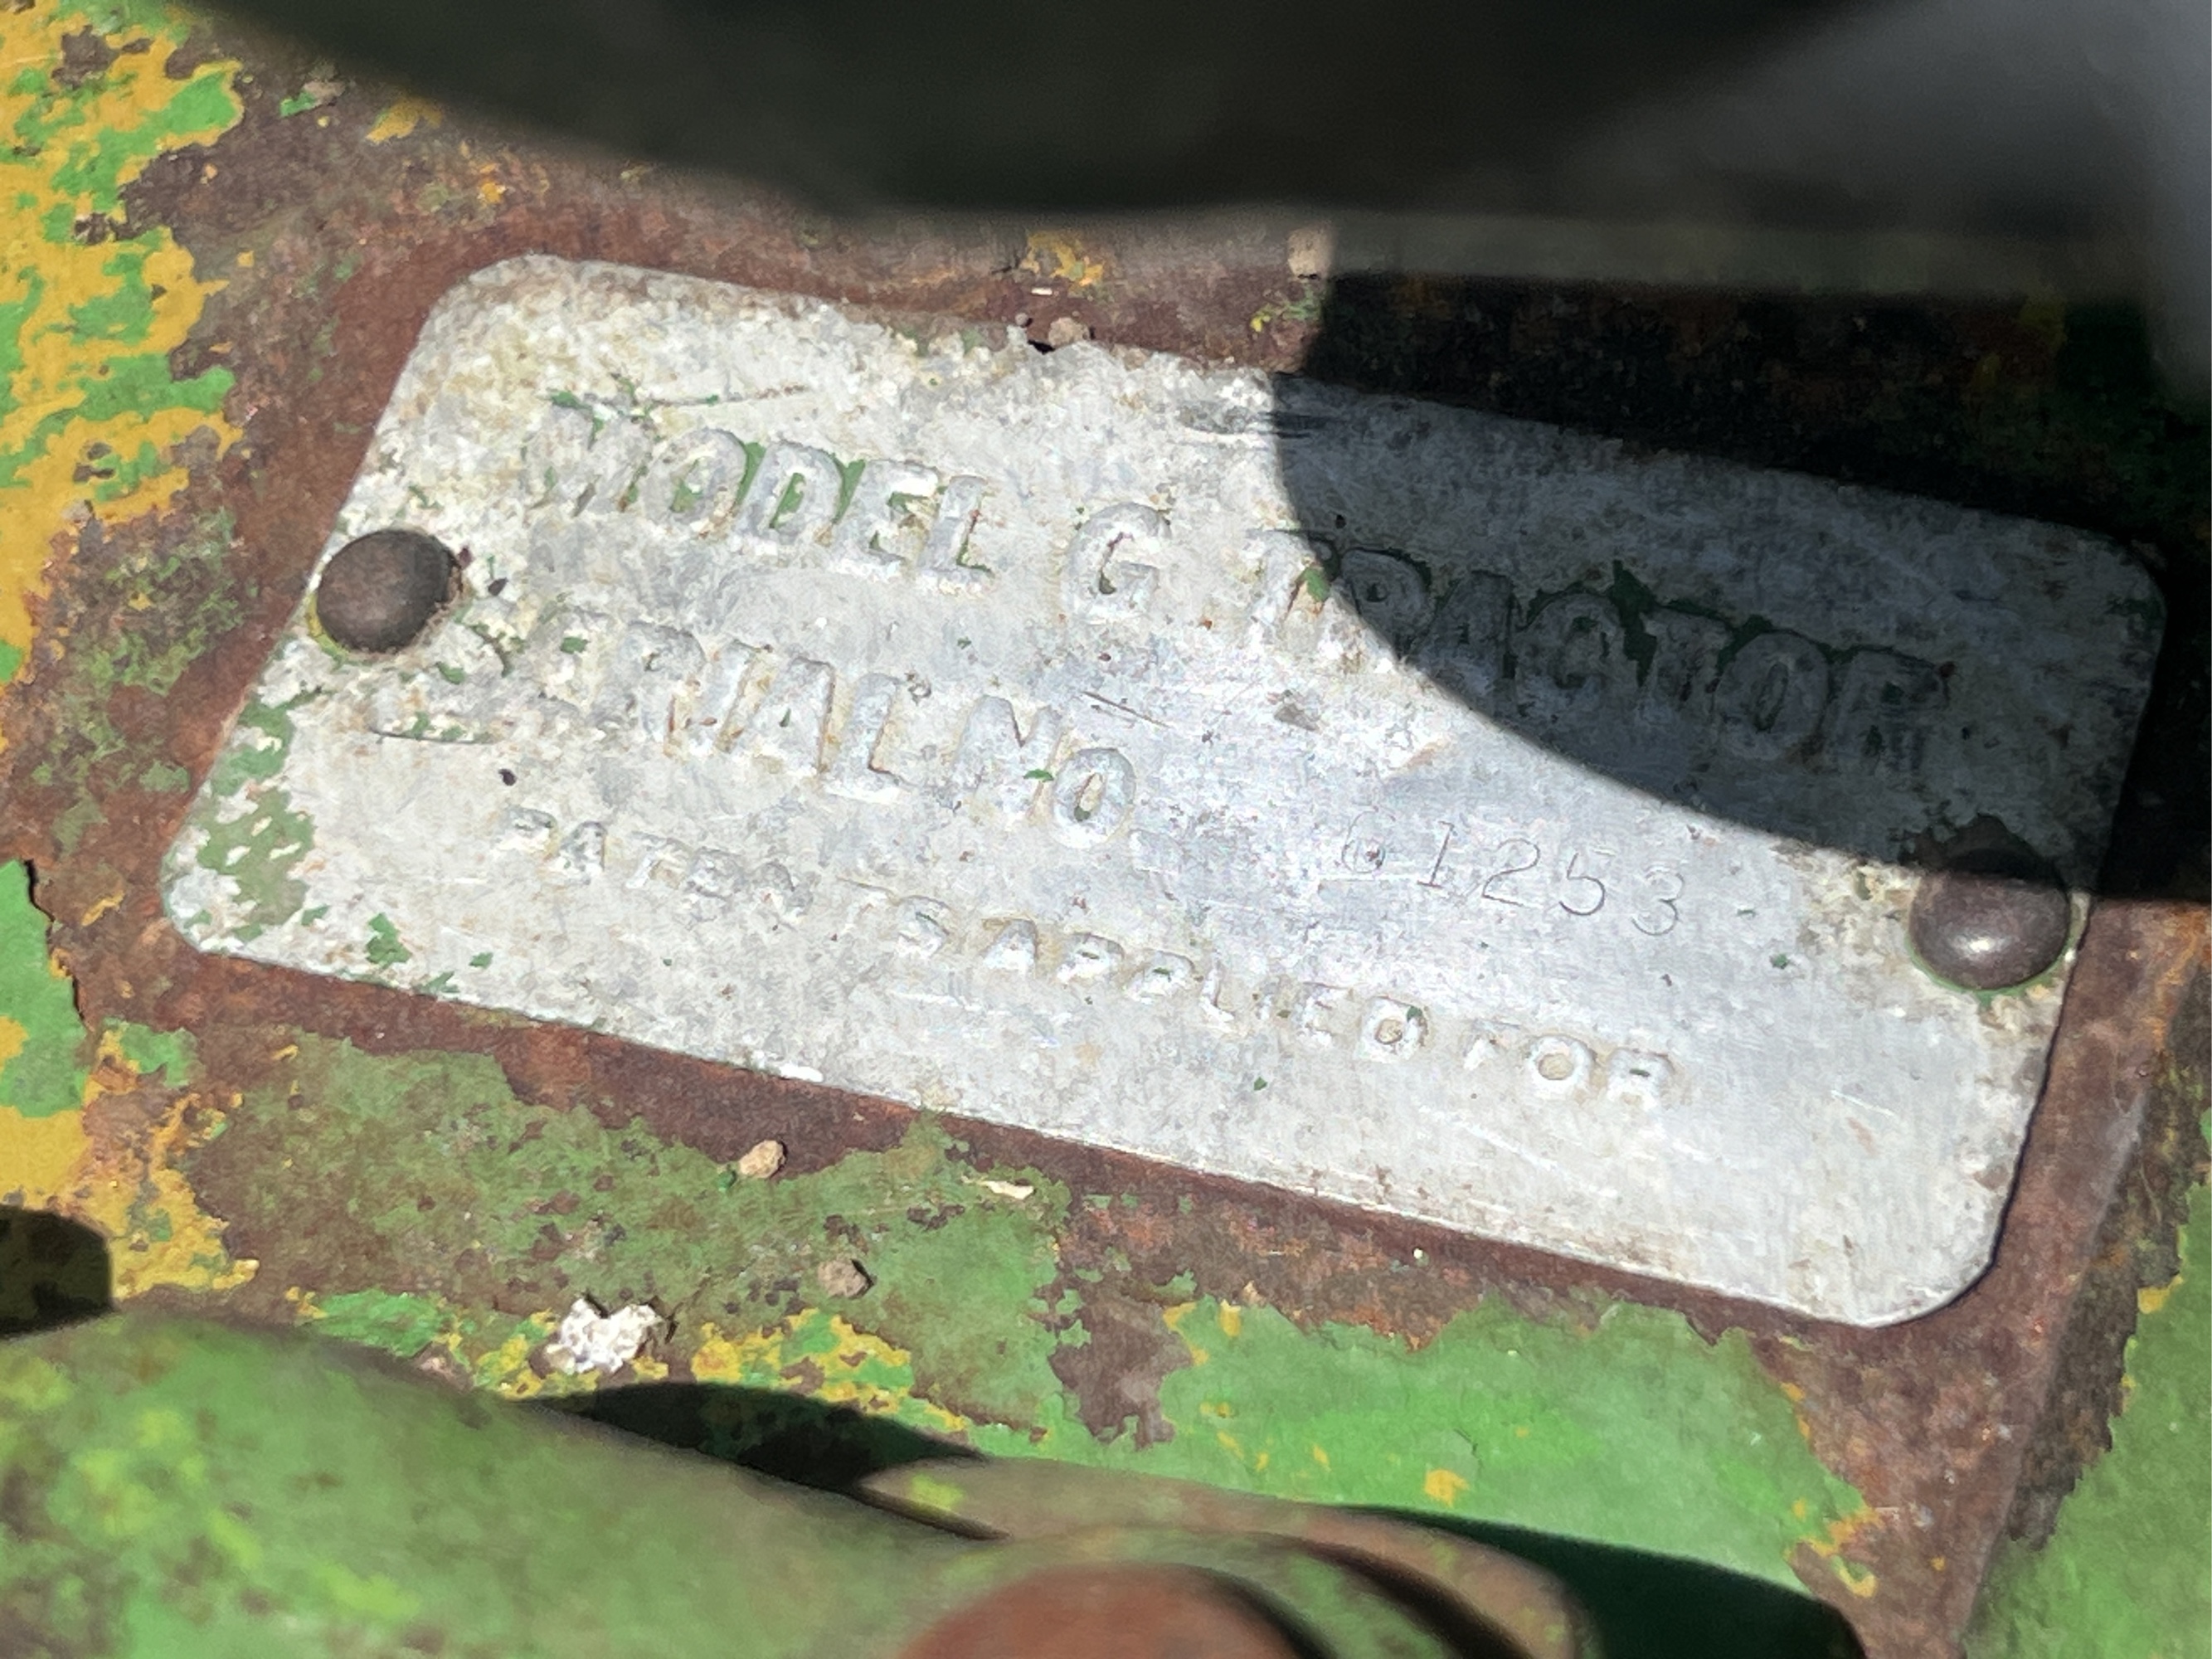 MODEL G TRACTOR
SERIAL NO. 61253
PATENTS APPLIED FOR